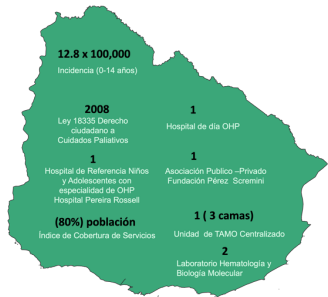 12.8 x 100,000
Incidencia (0-14 años)
2008
Ley 18335 Derecho
ciudadano a
Cuidados Paliativos
1
Hospital de día OHP
1
Hospital de Referencia Niños
y Adolescentes con
especialidad de OHP
Hospital Pereira Rossell
1
Asociación Publico –Privado
Fundación Pérez Scremini
(80%) población
Índice de Cobertura de Servicios
1 ( 3 camas)
Unidad de TAMO Centralizado
2
Laboratorio Hematología y
Biología Molecular